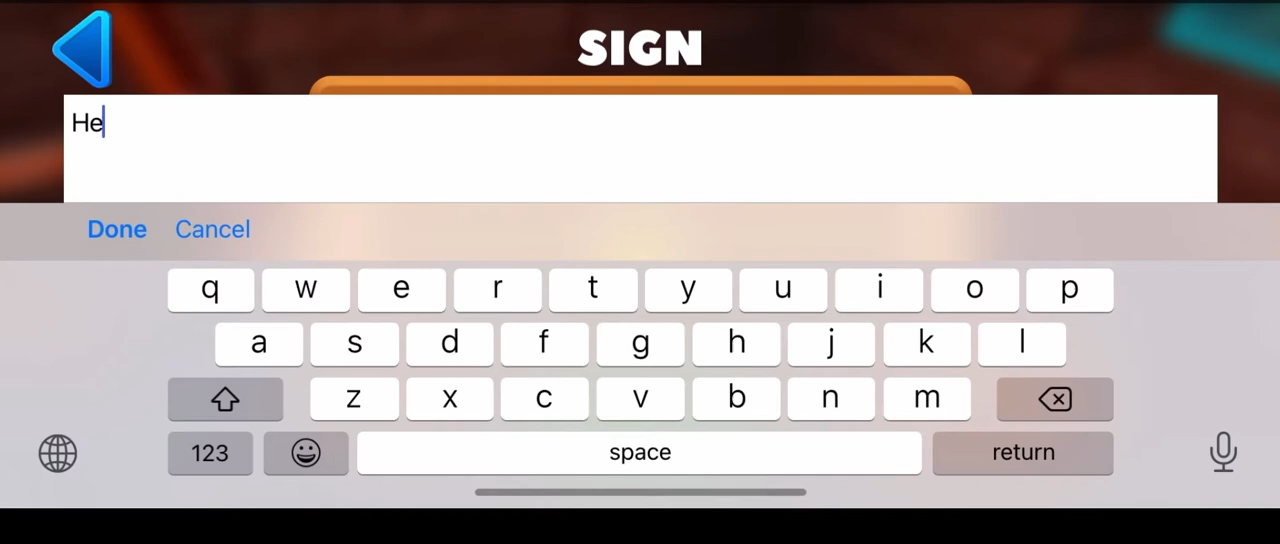 SIGN
He
Done Cancel
q w e r t y u i o p
a s d f g h j k l
z x c v b n m
123 space return